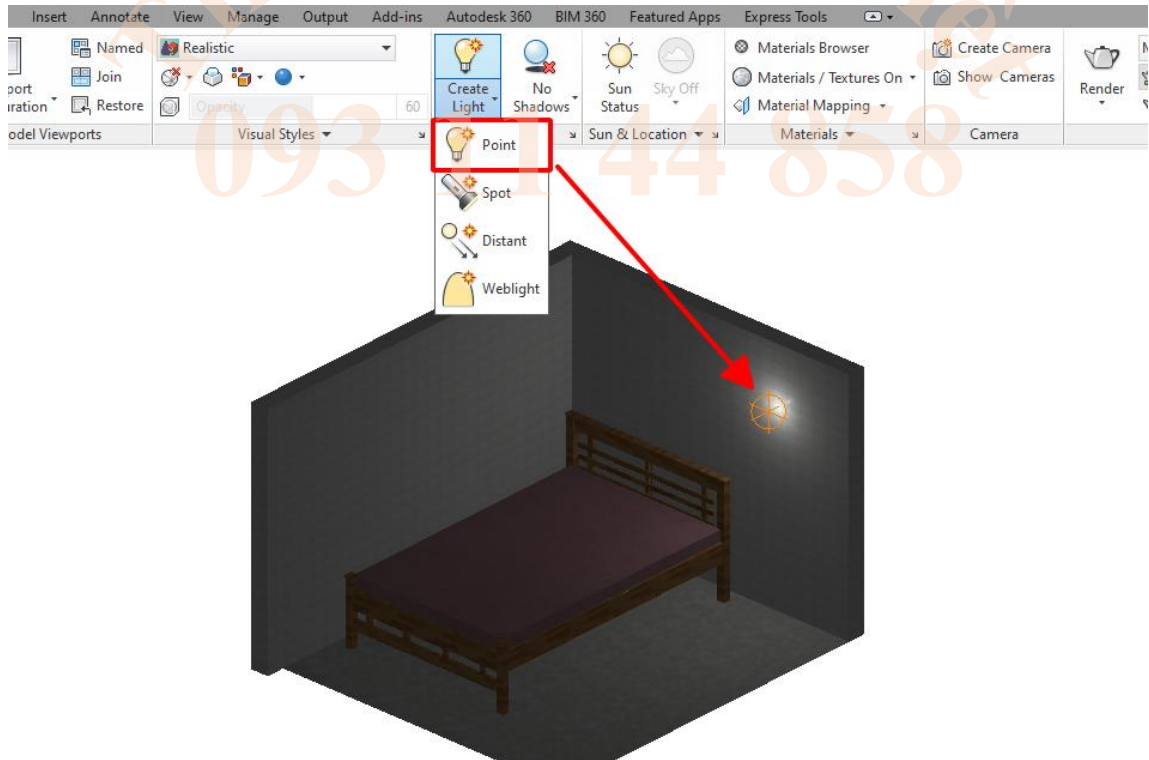 Insert Annotate View Manage Output Add-ins Autodesk 360 BIM 360 Featured Apps Express Tools
Named
Join
Restore
Realistic
Opacity 60
Create Light
No Shadows
Sun Status
Sky Off
Materials Browser
Materials / Textures On
Material Mapping
Create Camera
Show Cameras
Render
Viewports Visual Styles Sun & Location Materials Camera
Point
Spot
Distant
Weblight
093 11 44 858